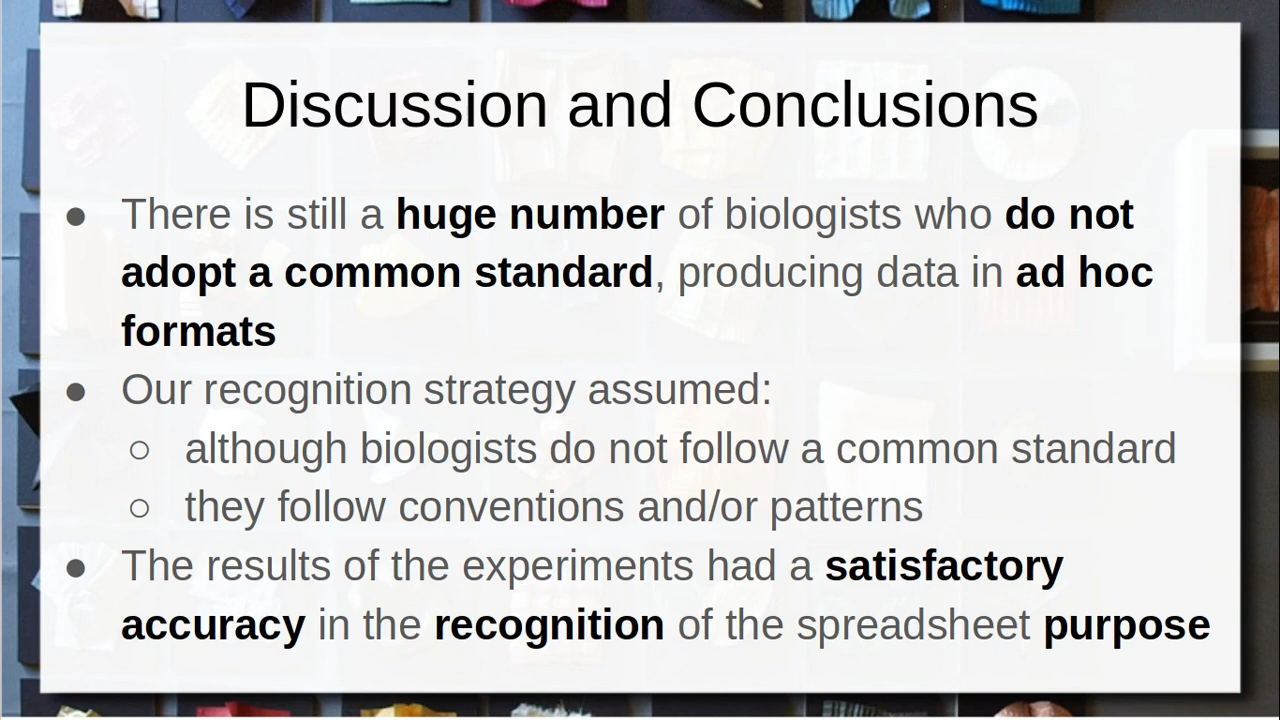 Discussion and Conclusions
● There is still a huge number of biologists who do not
adopt a common standard, producing data in ad hoc
formats
● Our recognition strategy assumed:
○ although biologists do not follow a common standard
○ they follow conventions and/or patterns
● The results of the experiments had a satisfactory
accuracy in the recognition of the spreadsheet purpose